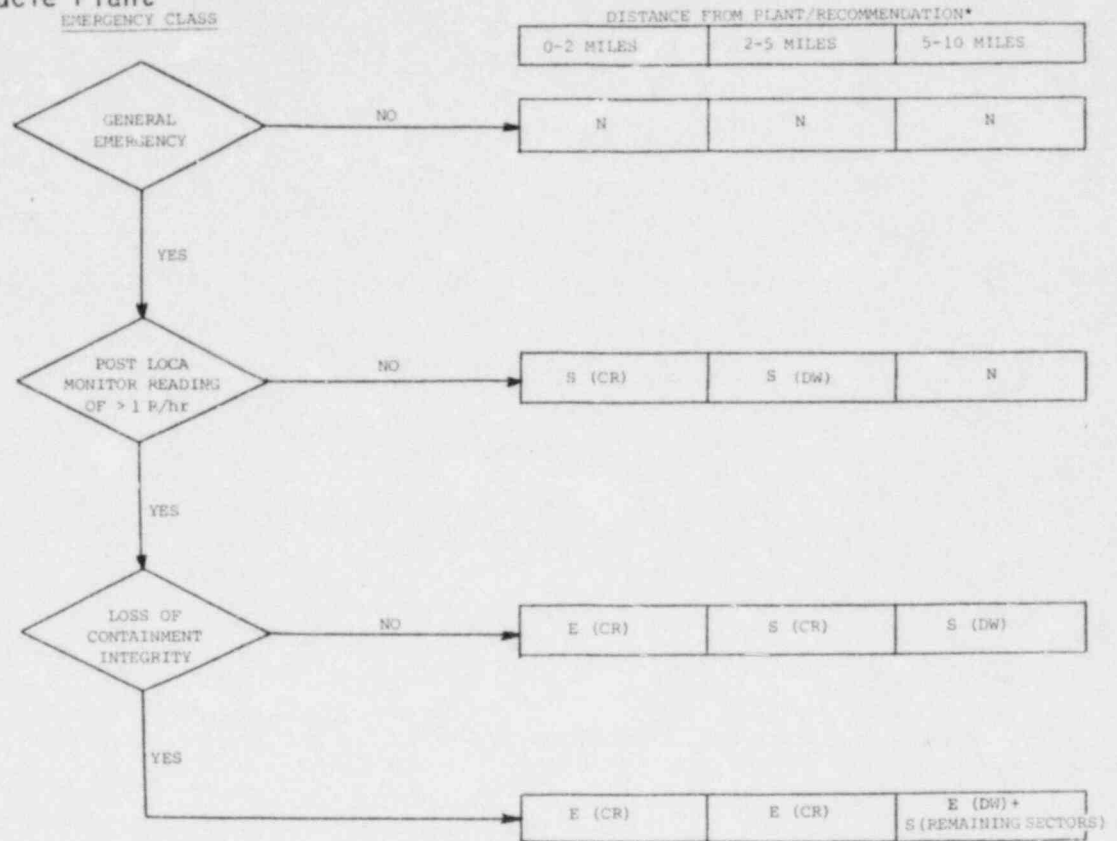 Plant
EMERGENCY CLASS
DISTANCE FROM PLANT/RECOMMENDATION*
0-2 MILES 2-5 MILES 5-10 MILES
GENERAL
EMERGENCY
NO
N N N
YES
POST LOCA
MONITOR READING
OF > 1 R/hr
NO
S (CR) S (DW) N
YES
LOSS OF
CONTAINMENT
INTEGRITY
NO
E (CR) S (CR) S (DW)
YES
E (CR) E (CR) E (DW) +
S (REMAINING SECTORS)